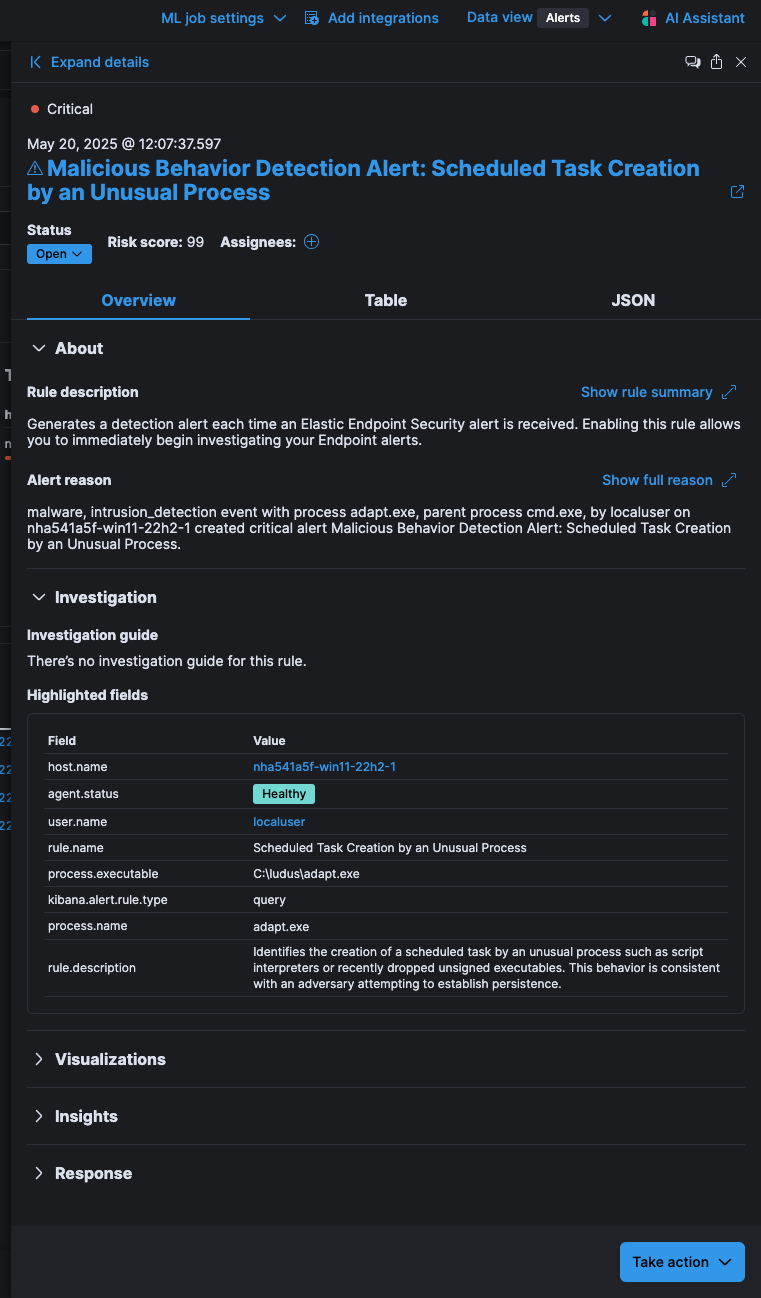 ML job settings Add integrations Data view Alerts AI Assistant
Expand details
Critical
May 20, 2025 @ 12:07:37.597
Malicious Behavior Detection Alert: Scheduled Task Creation
by an Unusual Process
Status
Open
Risk score: 99 Assignees:
Overview Table JSON
About
Rule description Show rule summary
Generates a detection alert each time an Elastic Endpoint Security alert is received. Enabling this rule allows
you to immediately begin investigating your Endpoint alerts.
Alert reason Show full reason
malware, intrusion_detection event with process adapt.exe, parent process cmd.exe, by localuser on
nha541a5f-win11-22h2-1 created critical alert Malicious Behavior Detection Alert: Scheduled Task Creation
by an Unusual Process.
Investigation
Investigation guide
There’s no investigation guide for this rule.
Highlighted fields
Field Value
host.name nha541a5f-win11-22h2-1
agent.status Healthy
user.name localuser
rule.name Scheduled Task Creation by an Unusual Process
process.executable C:\ludus\adapt.exe
kibana.alert.rule.type query
process.name adapt.exe
rule.description Identifies the creation of a scheduled task by an unusual process such as script
interpreters or recently dropped unsigned executables. This behavior is consistent
with an adversary attempting to establish persistence.
Visualizations
Insights
Response
Take action